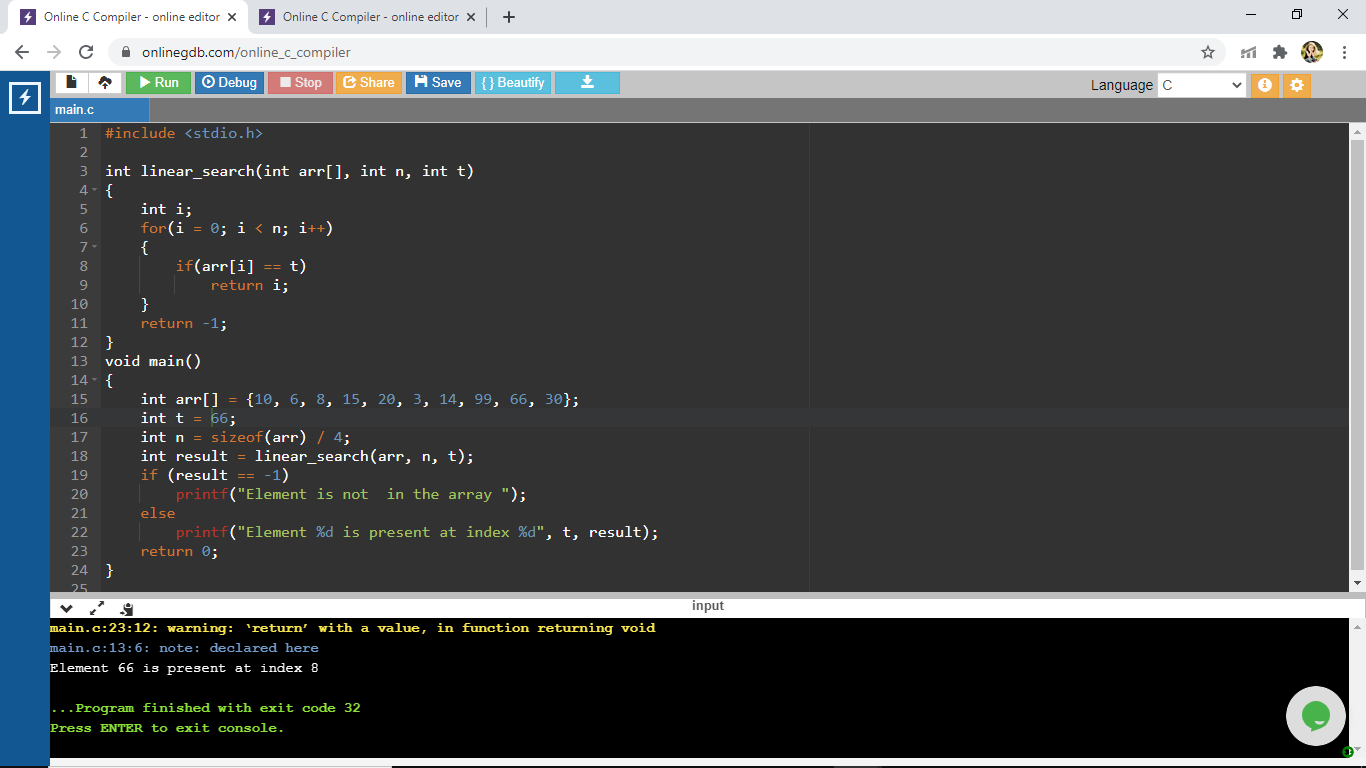 Online C Compiler - online editor
Online C Compiler - online editor
onlinegdb.com/online_c_compiler
Run Debug Stop Share Save { } Beautify
Language C
main.c
1 #include <stdio.h>
2
3 int linear_search(int arr[], int n, int t)
4 {
5     int i;
6     for(i = 0; i < n; i++)
7     {
8         if(arr[i] == t)
9             return i;
10     }
11     return -1;
12 }
13 void main()
14 {
15     int arr[] = {10, 6, 8, 15, 20, 3, 14, 99, 66, 30};
16     int t = 66;
17     int n = sizeof(arr) / 4;
18     int result = linear_search(arr, n, t);
19     if (result == -1)
20         printf("Element is not  in the array ");
21     else
22         printf("Element %d is present at index %d", t, result);
23     return 0;
24 }
25
input
main.c:23:12: warning: ‘return’ with a value, in function returning void
main.c:13:6: note: declared here
Element 66 is present at index 8
...Program finished with exit code 32
Press ENTER to exit console.